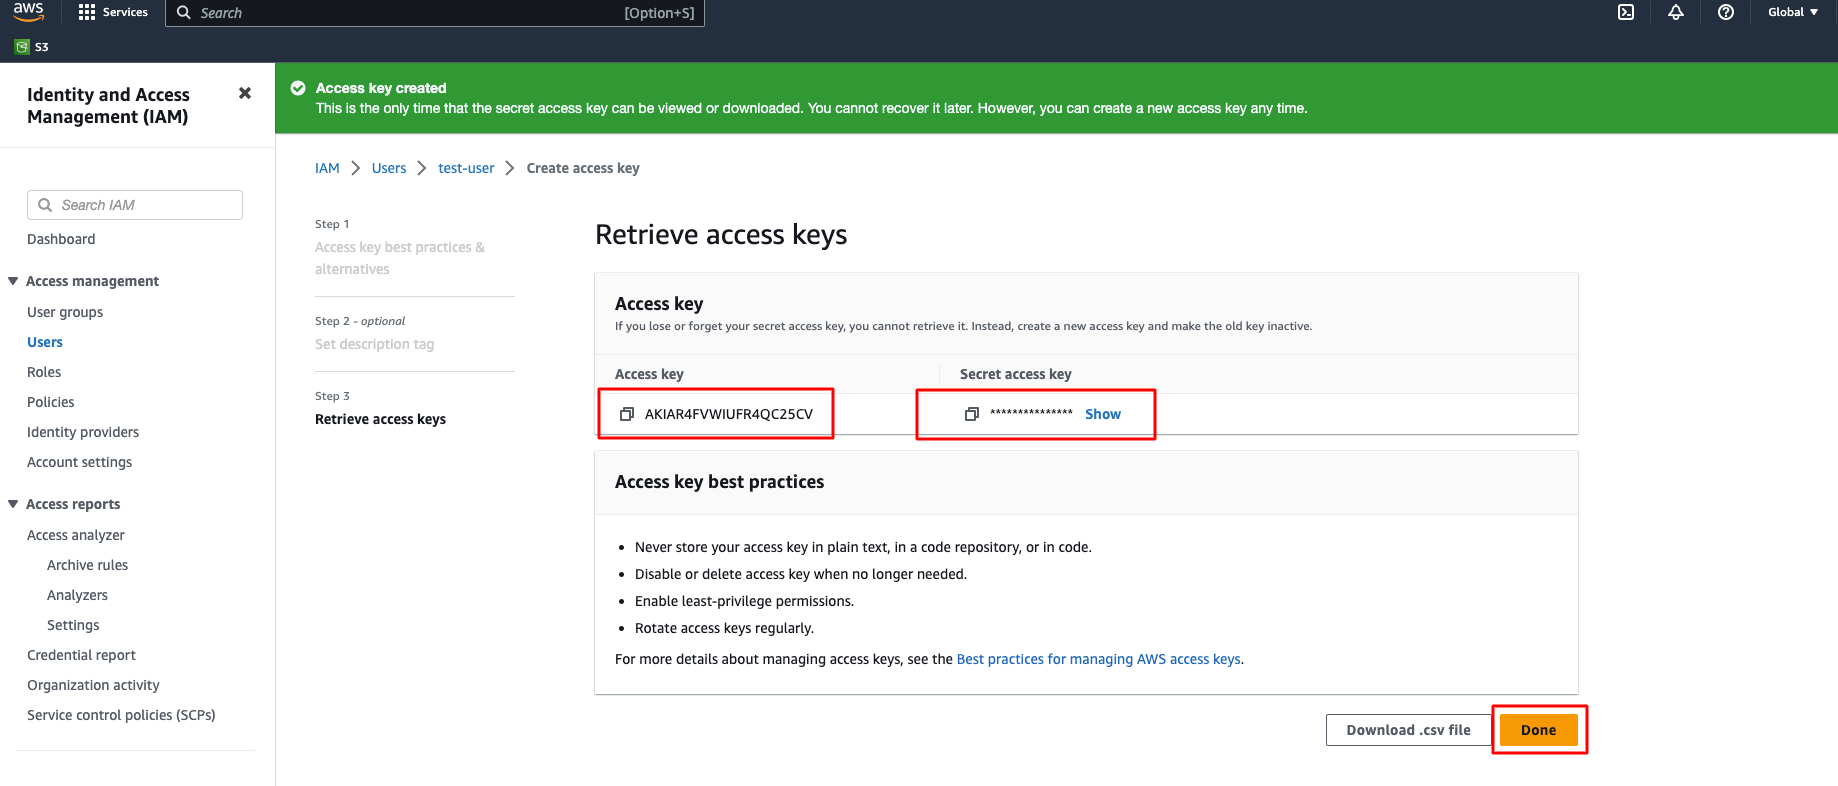 aws
Services
Search
[Option+S]
Global
S3
Identity and Access
Management (IAM)
Access key created
This is the only time that the secret access key can be viewed or downloaded. You cannot recover it later. However, you can create a new access key any time.
IAM
Users
test-user
Create access key
Search IAM
Dashboard
Access management
User groups
Users
Roles
Policies
Identity providers
Account settings
Access reports
Access analyzer
Archive rules
Analyzers
Settings
Credential report
Organization activity
Service control policies (SCPs)
Step 1
Access key best practices &
alternatives
Step 2 - optional
Set description tag
Step 3
Retrieve access keys
Retrieve access keys
Access key
If you lose or forget your secret access key, you cannot retrieve it. Instead, create a new access key and make the old key inactive.
Access key
Secret access key
AKIAR4FVWIUFR4QC25CV
*************** Show
Access key best practices
• Never store your access key in plain text, in a code repository, or in code.
• Disable or delete access key when no longer needed.
• Enable least-privilege permissions.
• Rotate access keys regularly.
For more details about managing access keys, see the Best practices for managing AWS access keys.
Download .csv file
Done